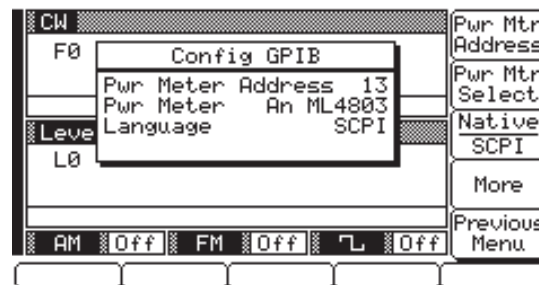 CW
F0
Config GPIB
Pwr Meter Address 13
Pwr Meter An ML4803
Language SCPI
Leve
L0
AM Off FM Off Off
Pwr Mtr
Address
Pwr Mtr
Select
Native
SCPI
More
Previous
Menu